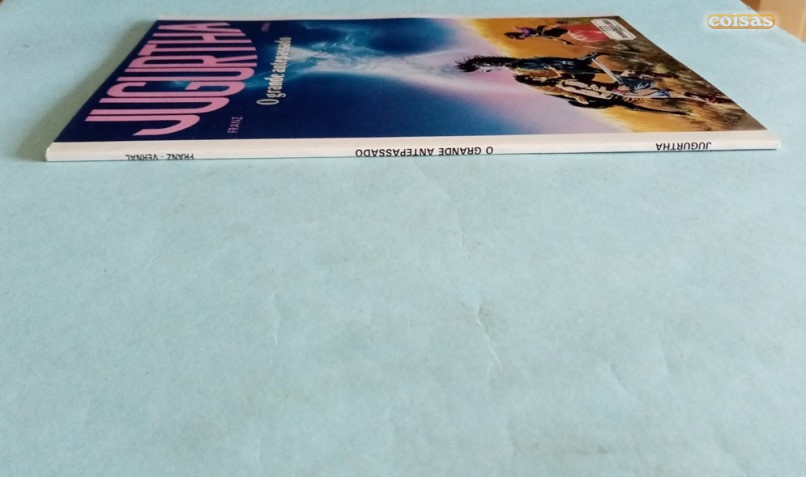 coisas
JUGURTHA
O grande antepassado
FRANZ
FRANZ - VERNAL
O GRANDE ANTEPASSADO
JUGURTHA